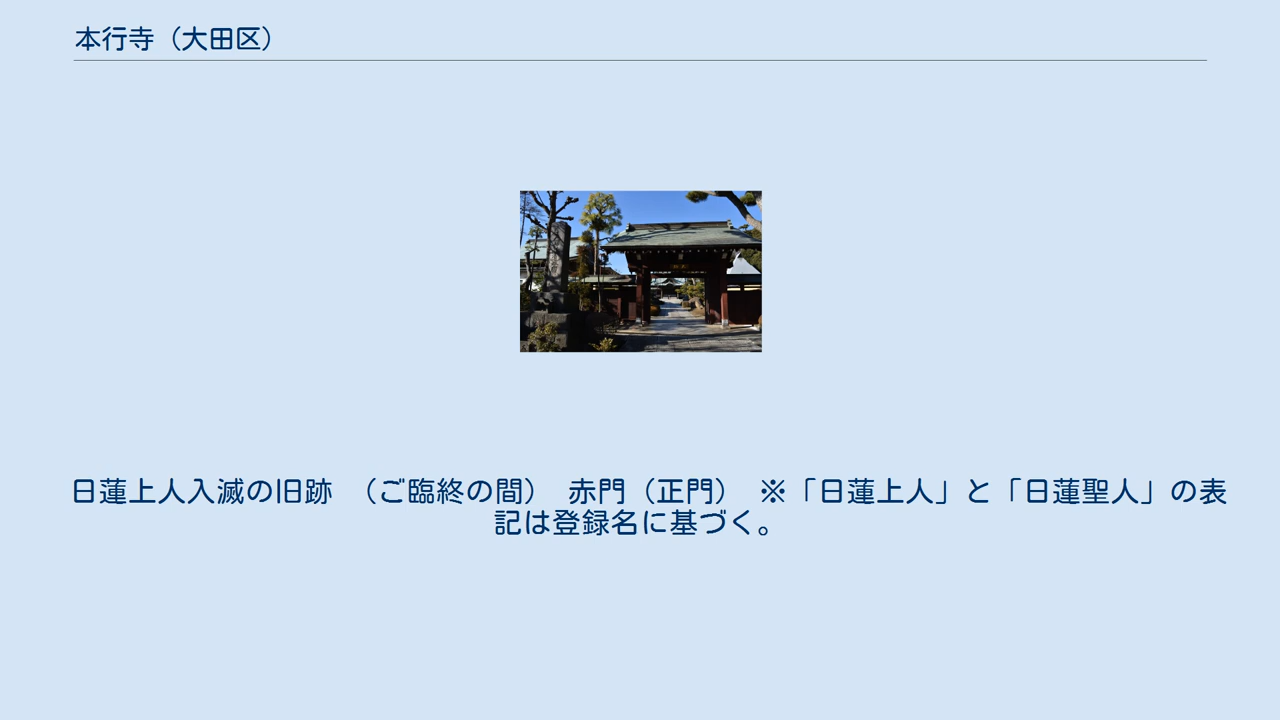 本行寺（大田区）
日蓮上人入滅の旧跡　（ご臨終の間）　赤門（正門）　※「日蓮上人」と「日蓮聖人」の表
記は登録名に基づく。